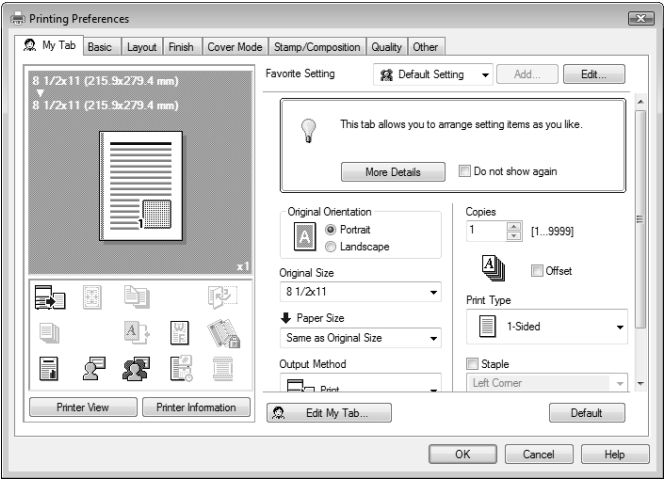 Printing Preferences
My Tab Basic Layout Finish Cover Mode Stamp/Composition Quality Other
8 1/2x11 (215.9x279.4 mm)
8 1/2x11 (215.9x279.4 mm)
1
x1
Printer View Printer Information
Favorite Setting Default Setting Add... Edit...
This tab allows you to arrange setting items as you like.
More Details Do not show again
Original Orientation
A Portrait
Landscape
Original Size
8 1/2x11
Paper Size
Same as Original Size
Output Method
Print
Copies
1 [1...9999]
A Offset
Print Type
1-Sided
Staple
Left Corner
Edit My Tab... Default
OK Cancel Help